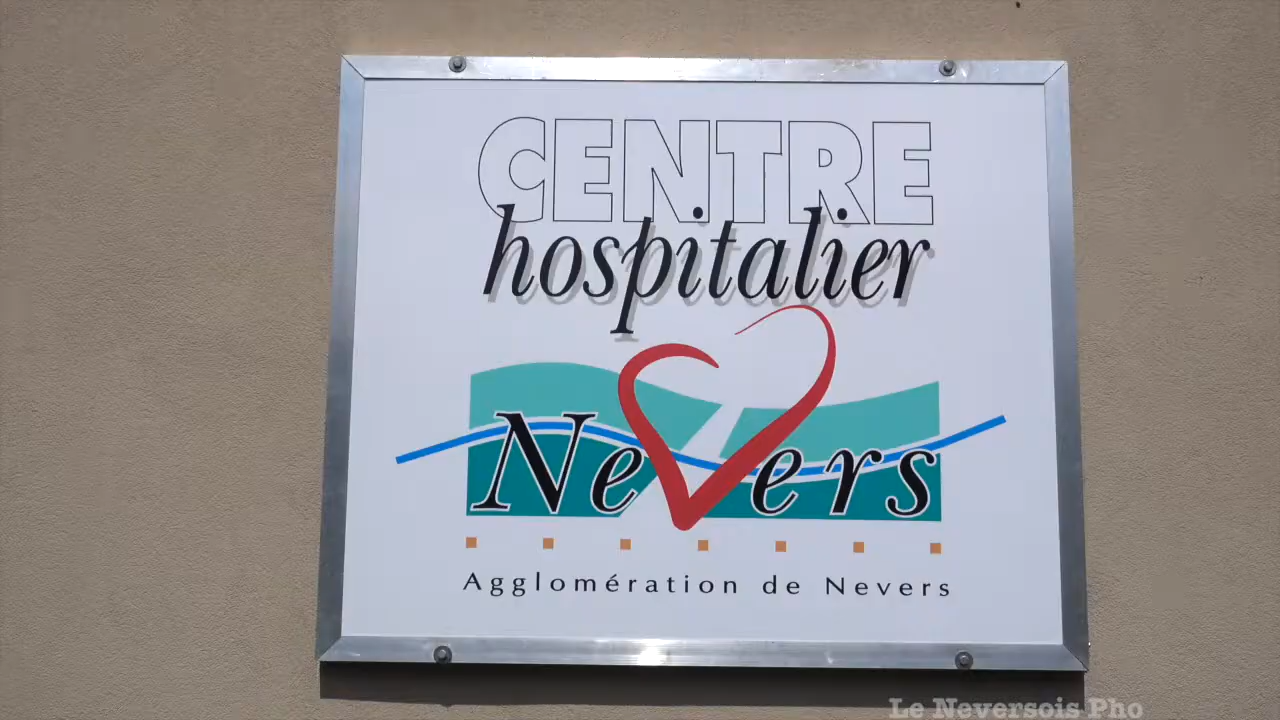 CENTRE
hospitalier
Nevers
Agglomération de Nevers
Le Neversois Pho